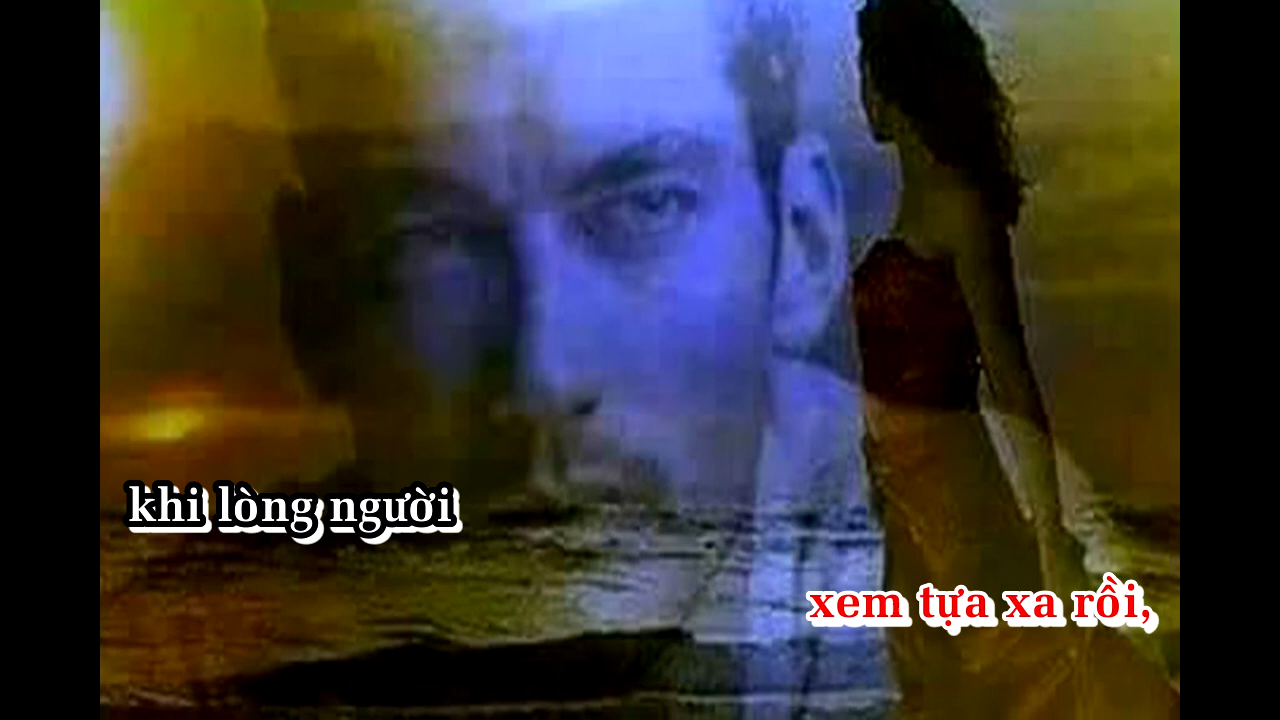 khi lòng người
xem tựa xa rồi,